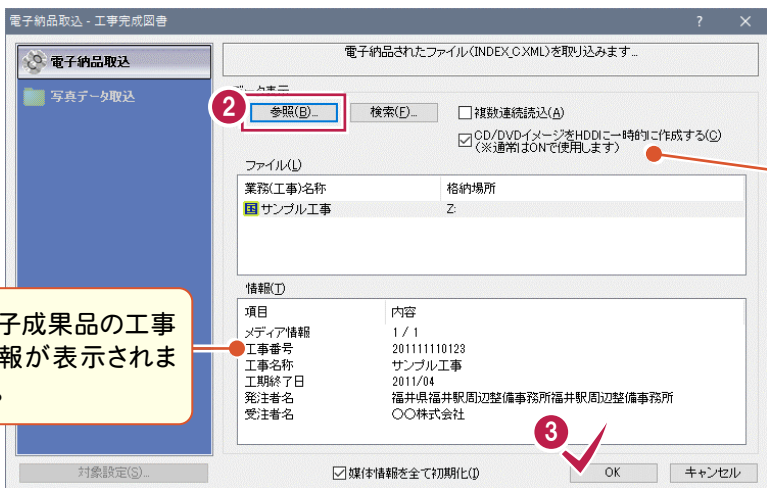 電子納品取込 - 工事完成図書
電子納品取込
写真データ取込
電子納品されたファイル(INDEX_C.XML)を取り込みます...
データ表示
2
参照(B)...
検索(F)...
複数連続読込(A)
CD/DVDイメージをHDDに一時的に作成する(C)
(※通常はONで使用します)
ファイル(L)
業務(工事)名称 格納場所
国 サンプル工事 Z:
情報(T)
項目 内容
メディア情報 1 / 1
工事番号 201111110123
工事名称 サンプル工事
工期終了日 2011/04
発注者名 福井県福井駅周辺整備事務所福井駅周辺整備事務所
受注者名 〇〇株式会社
子成果品の工事
報が表示されま
。
3
対象設定(S)...
媒体情報を全て初期化(I)
OK
キャンセル